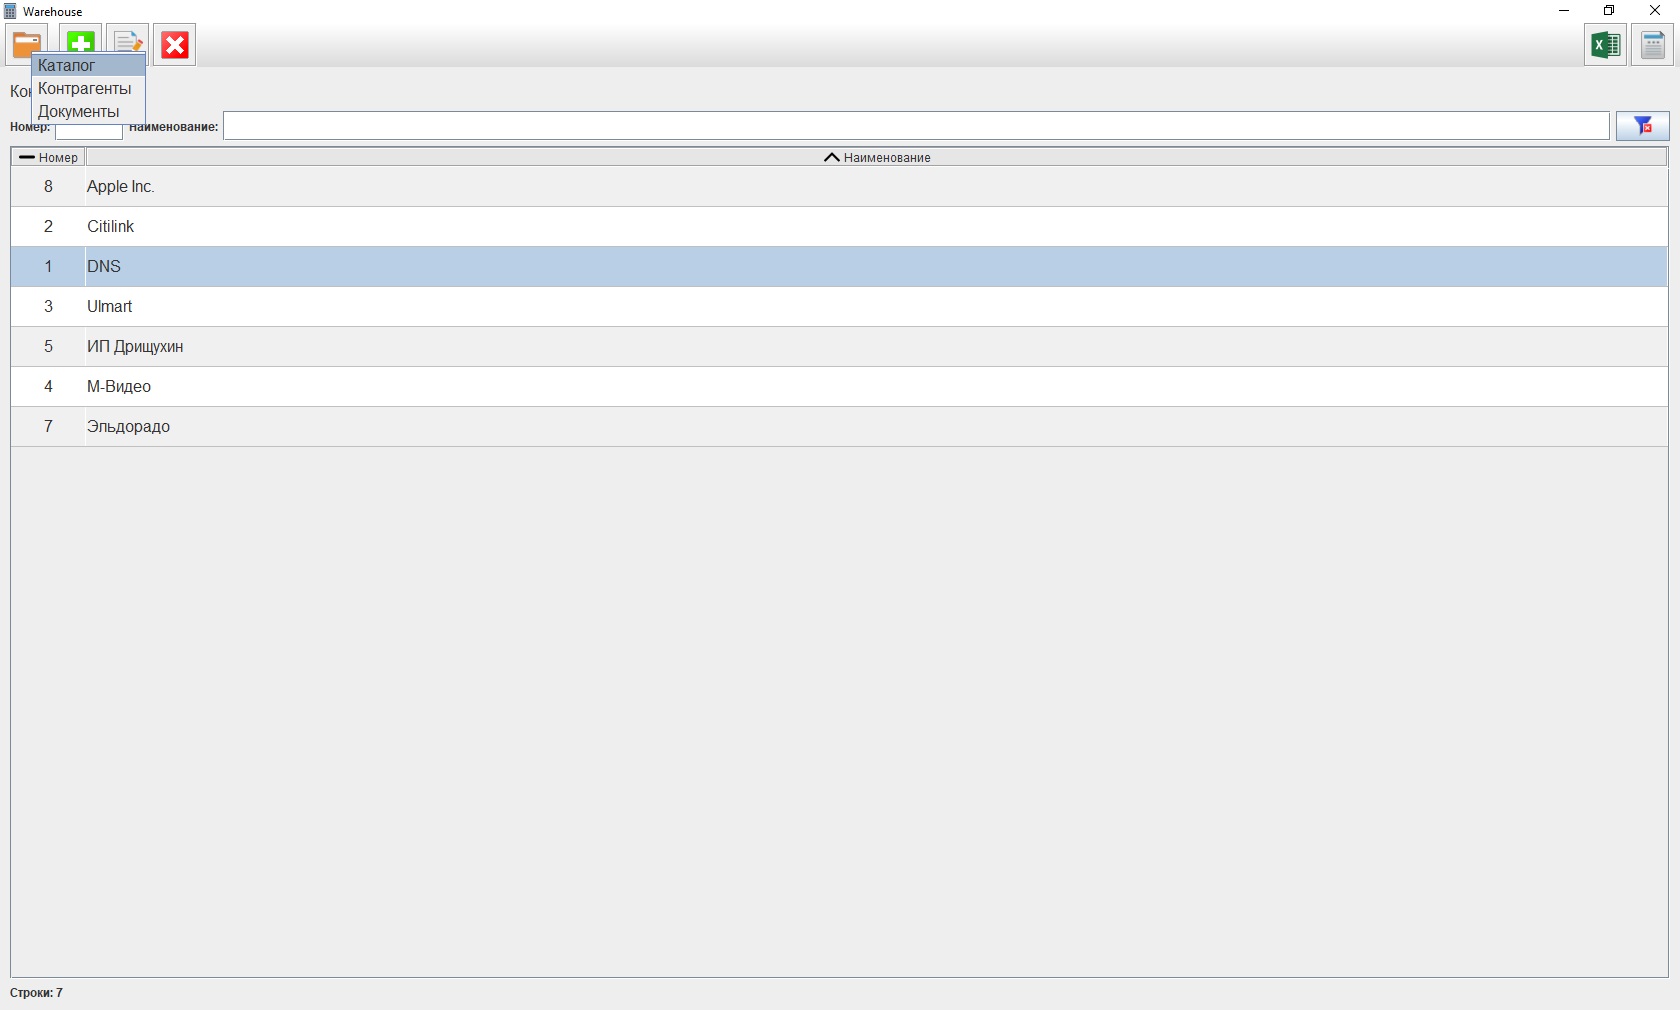 Warehouse
Каталог
Контрагенты
Документы
Номер:
Наименование:
Номер Наименование
8 Apple Inc.
2 Citilink
1 DNS
3 Ulmart
5 ИП Дрищухин
4 М-Видео
7 Эльдорадо
Строки: 7